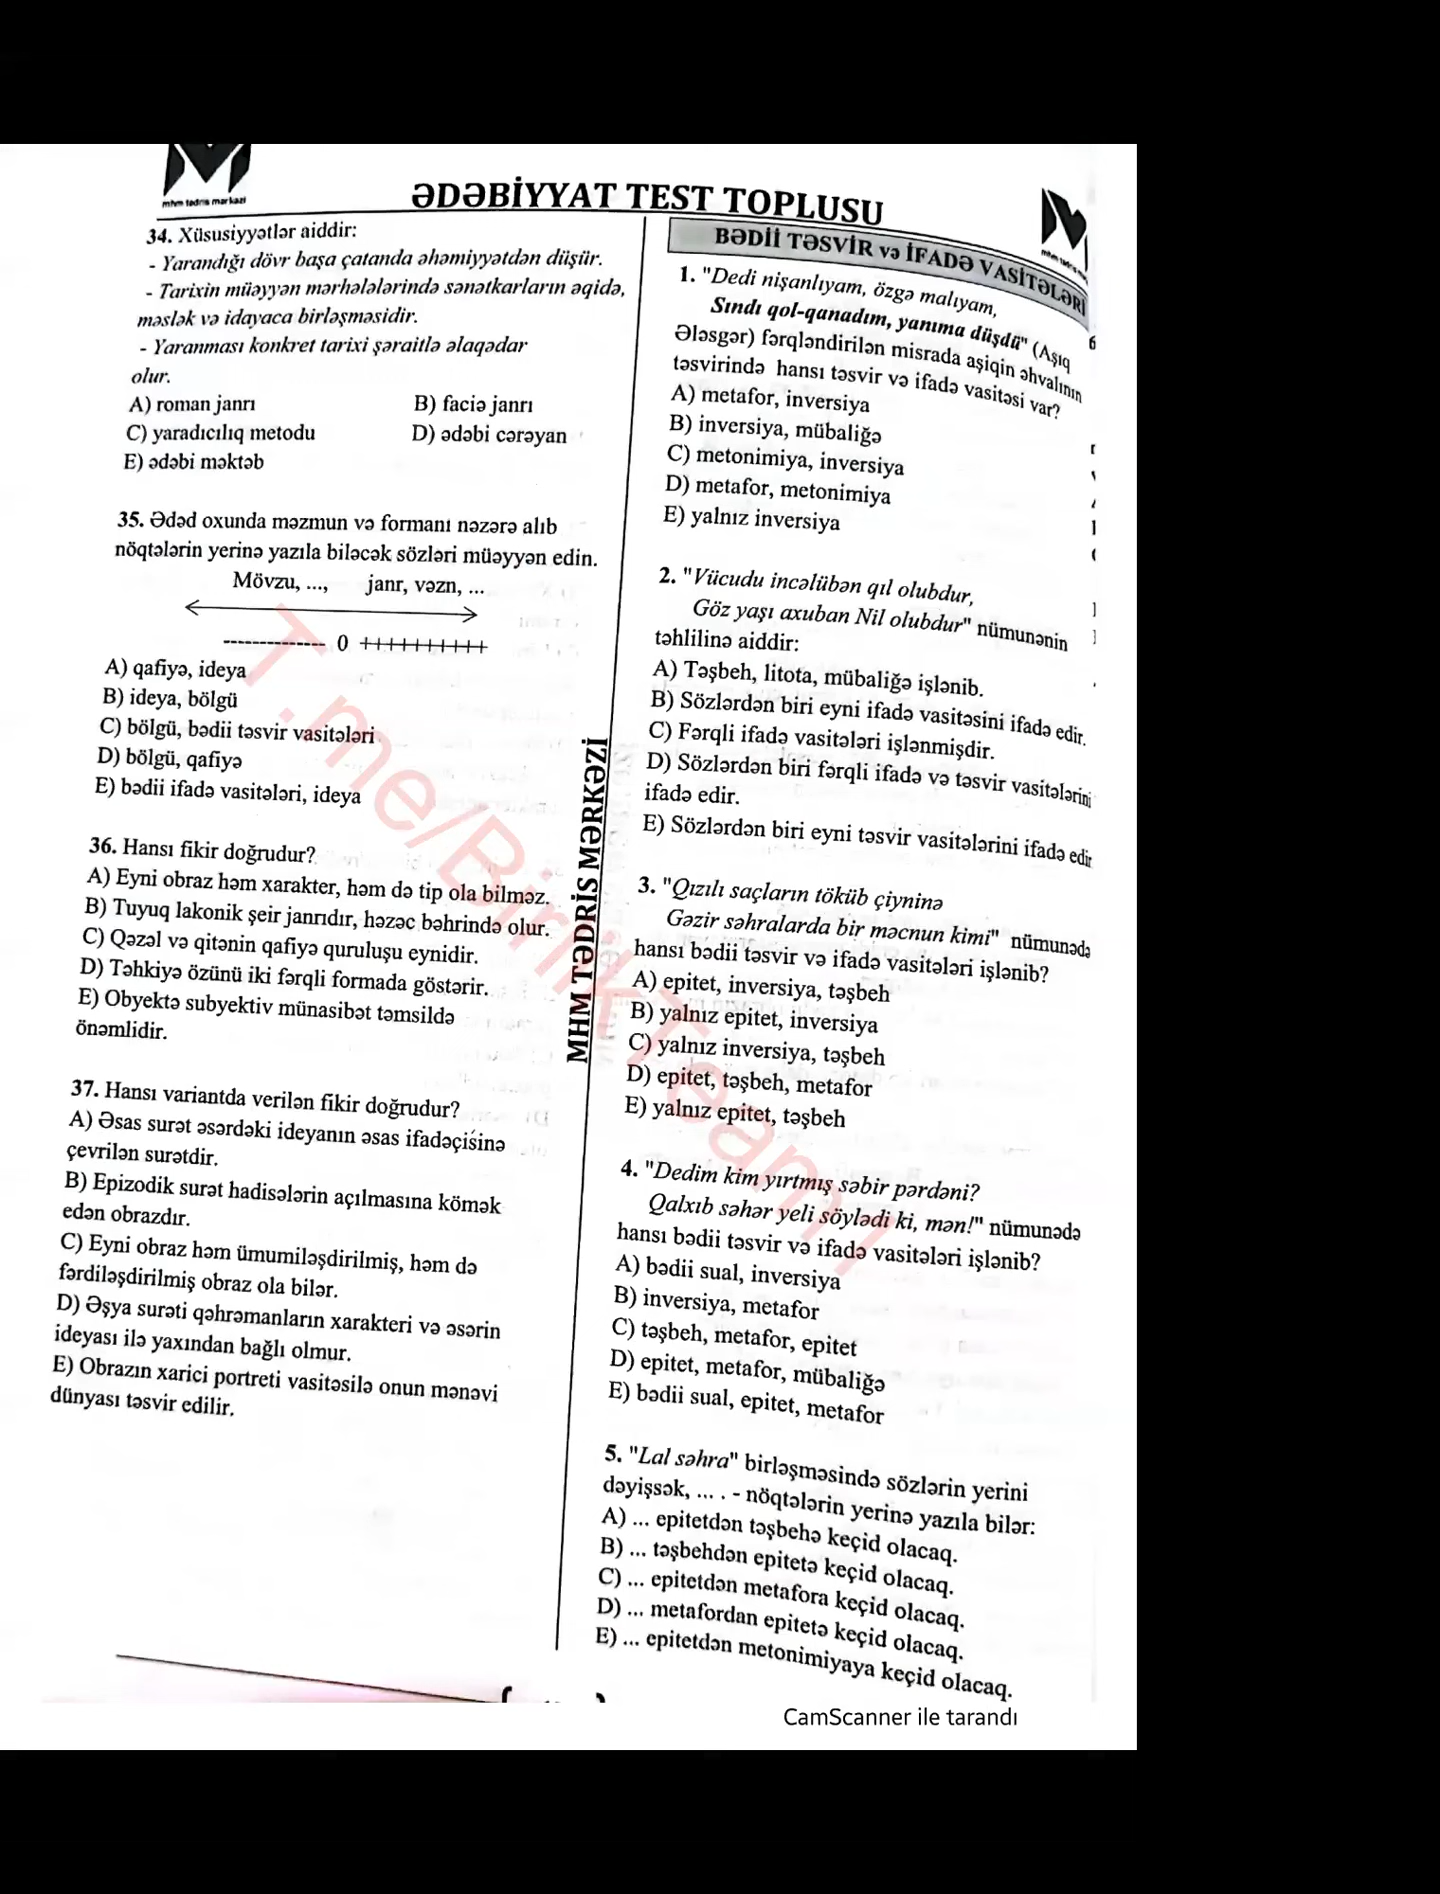 mhm tədris mərkəzi
ƏDƏBİYYAT TEST TOPLUSU
34. Xüsusiyyətlər aiddir:
- Yarandığı dövr başa çatanda əhəmiyyətdən düşür.
- Tarixin müəyyən mərhələlərində sənətkarların əqidə,
məslək və idayaca birləşməsidir.
- Yaranması konkret tarixi şəraitlə əlaqədar
olur.
A) roman janrı B) faciə janrı
C) yaradıcılıq metodu D) ədəbi cərəyan
E) ədəbi məktəb
35. Ədəd oxunda məzmun və formanı nəzərə alıb
nöqtələrin yerinə yazıla biləcək sözləri müəyyən edin.
Mövzu, ..., janr, vəzn, ...
-------------- 0 ++++++++++
A) qafiyə, ideya
B) ideya, bölgü
C) bölgü, bədii təsvir vasitələri
D) bölgü, qafiyə
E) bədii ifadə vasitələri, ideya
36. Hansı fikir doğrudur?
A) Eyni obraz həm xarakter, həm də tip ola bilməz.
B) Tuyuq lakonik şeir janrıdır, həzəc bəhrində olur.
C) Qəzəl və qitənin qafiyə quruluşu eynidir.
D) Təhkiyə özünü iki fərqli formada göstərir.
E) Obyektə subyektiv münasibət təmsildə
önəmlidir.
37. Hansı variantda verilən fikir doğrudur?
A) Əsas surət əsərdəki ideyanın əsas ifadəçisinə
çevrilən surətdir.
B) Epizodik surət hadisələrin açılmasına kömək
edən obrazdır.
C) Eyni obraz həm ümumiləşdirilmiş, həm də
fərdiləşdirilmiş obraz ola bilər.
D) Əşya surəti qəhrəmanların xarakteri və əsərin
ideyası ilə yaxından bağlı olmur.
E) Obrazın xarici portreti vasitəsilə onun mənəvi
dünyası təsvir edilir.
MHM TƏDRİS MƏRKƏZİ
T.me/BirlikTeam1
BƏDİİ TƏSVİR və İFADƏ VASİTƏLƏRİ
1. "Dedi nişanlıyam, özgə malıyam,
Sındı qol-qanadım, yanıma düşdü" (Aşıq
Ələsgər) fərqləndirilən misrada aşiqin əhvalının
təsvirində hansı təsvir və ifadə vasitəsi var?
A) metafor, inversiya
B) inversiya, mübaliğə
C) metonimiya, inversiya
D) metafor, metonimiya
E) yalnız inversiya
2. "Vücudu incəlübən qıl olubdur,
Göz yaşı axuban Nil olubdur" nümunənin
təhlilinə aiddir:
A) Təşbeh, litota, mübaliğə işlənib.
B) Sözlərdən biri eyni ifadə vasitəsini ifadə edir.
C) Fərqli ifadə vasitələri işlənmişdir.
D) Sözlərdən biri fərqli ifadə və təsvir vasitələrini
ifadə edir.
E) Sözlərdən biri eyni təsvir vasitələrini ifadə edir
3. "Qızılı saçların töküb çiyninə
Gəzir səhralarda bir məcnun kimi" nümunədə
hansı bədii təsvir və ifadə vasitələri işlənib?
A) epitet, inversiya, təşbeh
B) yalnız epitet, inversiya
C) yalnız inversiya, təşbeh
D) epitet, təşbeh, metafor
E) yalnız epitet, təşbeh
4. "Dedim kim yırtmış səbir pərdəni?
Qalxıb səhər yeli söylədi ki, mən!" nümunədə
hansı bədii təsvir və ifadə vasitələri işlənib?
A) bədii sual, inversiya
B) inversiya, metafor
C) təşbeh, metafor, epitet
D) epitet, metafor, mübaliğə
E) bədii sual, epitet, metafor
5. "Lal səhra" birləşməsində sözlərin yerini
dəyişsək, ... . - nöqtələrin yerinə yazıla bilər:
A) ... epitetdən təşbehə keçid olacaq.
B) ... təşbehdən epitetə keçid olacaq.
C) ... epitetdən metafora keçid olacaq.
D) ... metafordan epitetə keçid olacaq.
E) ... epitetdən metonimiyaya keçid olacaq.
CamScanner ile tarandı